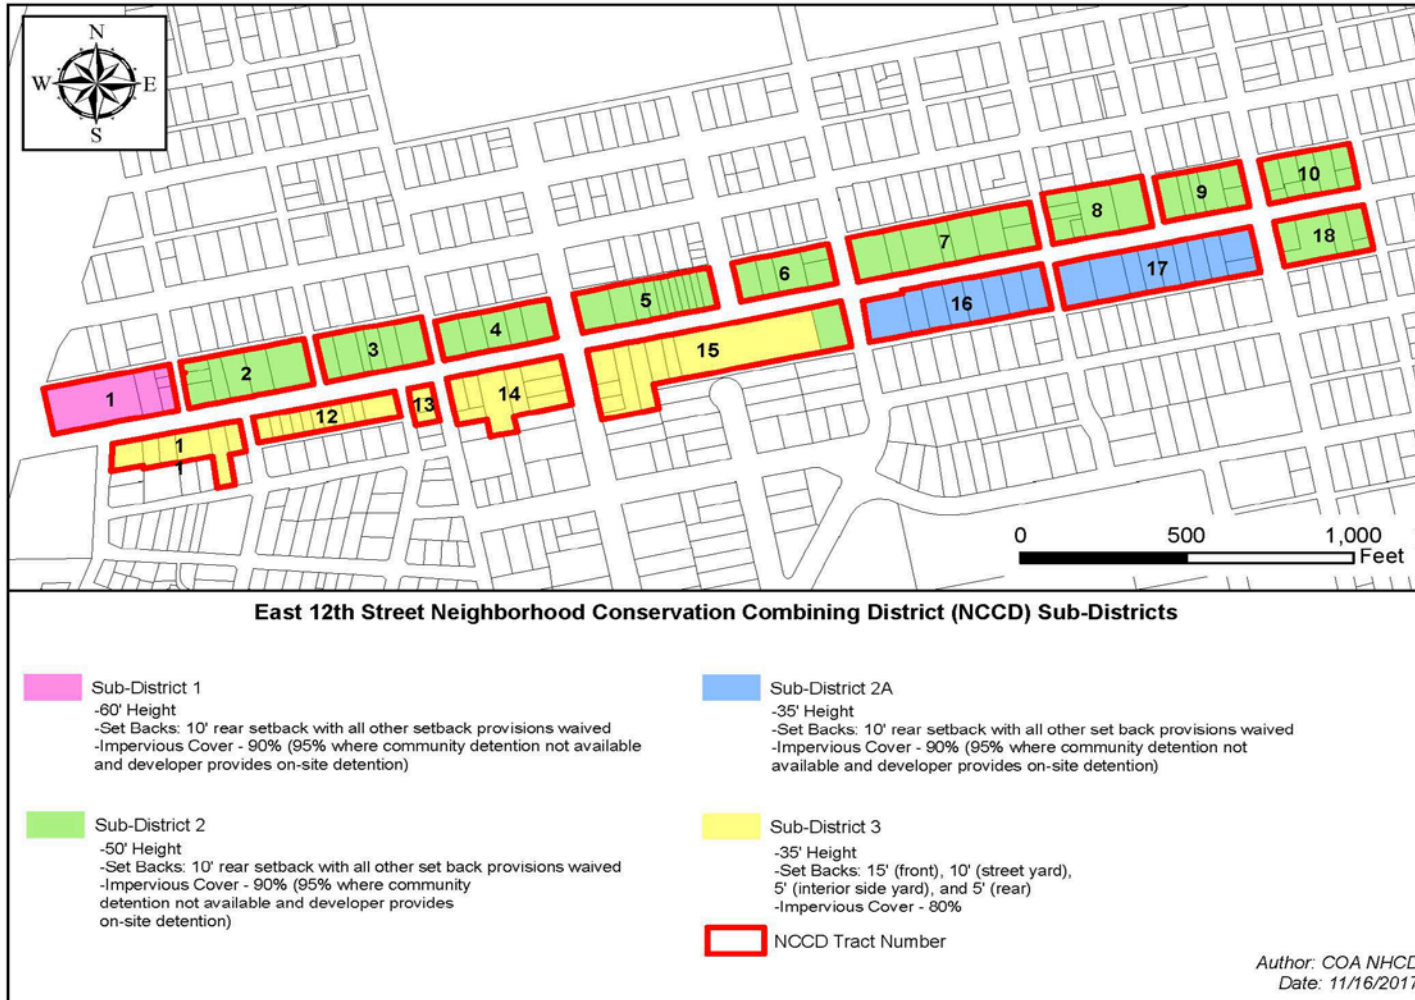 N
W E
S
10
9
8
18
7
17
6
16
5
15
4
3
14
2
13
1
12
1
1
0 500 1,000
Feet
East 12th Street Neighborhood Conservation Combining District (NCCD) Sub-Districts
Sub-District 1
-60' Height
-Set Backs: 10' rear setback with all other setback provisions waived
-Impervious Cover - 90% (95% where community detention not available
and developer provides on-site detention)
Sub-District 2
-50' Height
-Set Backs: 10' rear setback with all other set back provisions waived
-Impervious Cover - 90% (95% where community
detention not available and developer provides
on-site detention)
Sub-District 2A
-35' Height
-Set Backs: 10' rear setback with all other set back provisions waived
-Impervious Cover - 90% (95% where community detention not
available and developer provides on-site detention)
Sub-District 3
-35' Height
-Set Backs: 15' (front), 10' (street yard),
5' (interior side yard), and 5' (rear)
-Impervious Cover - 80%
NCCD Tract Number
Author: COA NHCD
Date: 11/16/2017